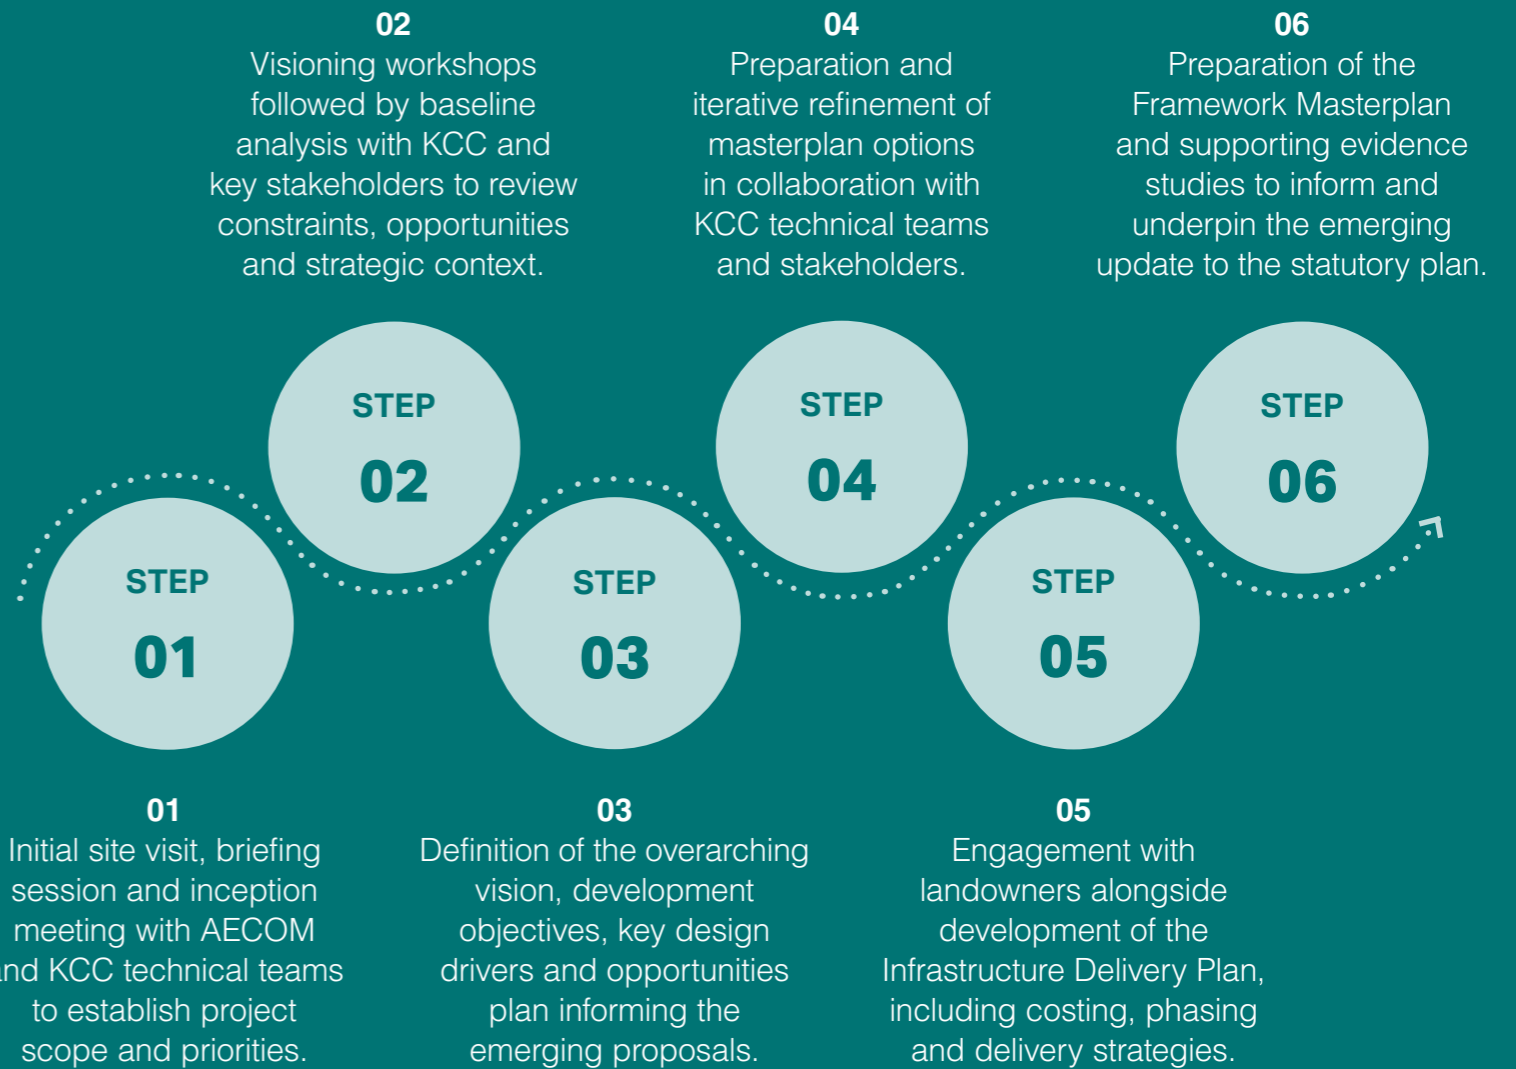 02
Visioning workshops
followed by baseline
analysis with KCC and
key stakeholders to review
constraints, opportunities
and strategic context.
04
Preparation and
iterative refinement of
masterplan options
in collaboration with
KCC technical teams
and stakeholders.
06
Preparation of the
Framework Masterplan
and supporting evidence
studies to inform and
underpin the emerging
update to the statutory plan.
STEP
01
STEP
02
STEP
03
STEP
04
STEP
05
STEP
06
01
Initial site visit, briefing
session and inception
meeting with AECOM
and KCC technical teams
to establish project
scope and priorities.
03
Definition of the overarching
vision, development
objectives, key design
drivers and opportunities
plan informing the
emerging proposals.
05
Engagement with
landowners alongside
development of the
Infrastructure Delivery Plan,
including costing, phasing
and delivery strategies.